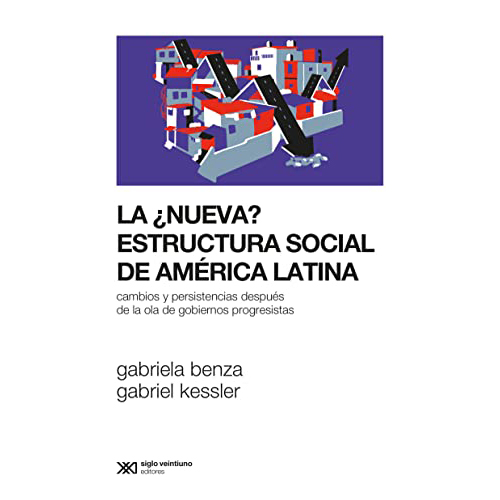 LA ¿NUEVA?
ESTRUCTURA SOCIAL
DE AMÉRICA LATINA
cambios y persistencias después
de la ola de gobiernos progresistas
gabriela benza
gabriel kessler
siglo veintiuno
editores